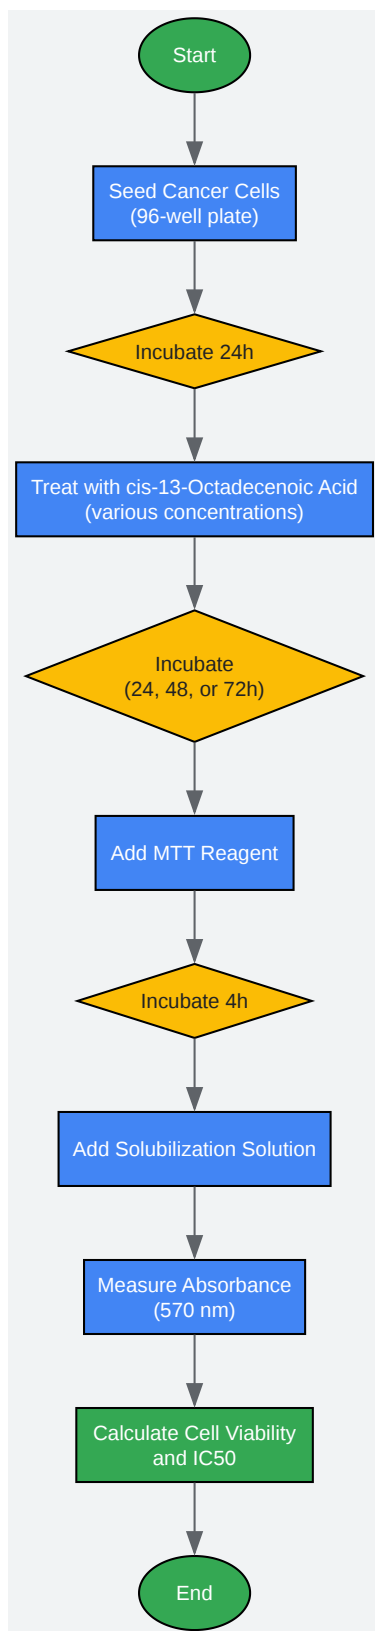 Start
Seed Cancer Cells
(96-well plate)
Incubate 24h
Treat with cis-13-Octadecenoic Acid
(various concentrations)
Incubate
(24, 48, or 72h)
Add MTT Reagent
Incubate 4h
Add Solubilization Solution
Measure Absorbance
(570 nm)
Calculate Cell Viability
and IC50
End